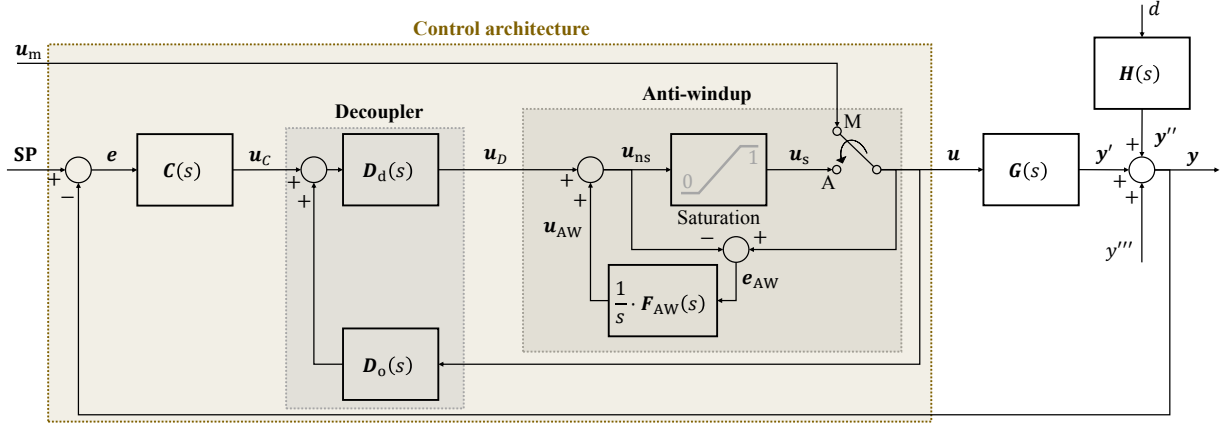 Control architecture
d
u_m
H(s)
Anti-windup
Decoupler
M
+
y''
SP
e
C(s)
u_C
+
D_d(s)
u_D
u_ns
0
1
u_s
A
u
G(s)
y'
+
y
+
−
+
+
+
+
Saturation
u_AW
−
+
y'''
e_AW
1/s · F_AW(s)
D_o(s)